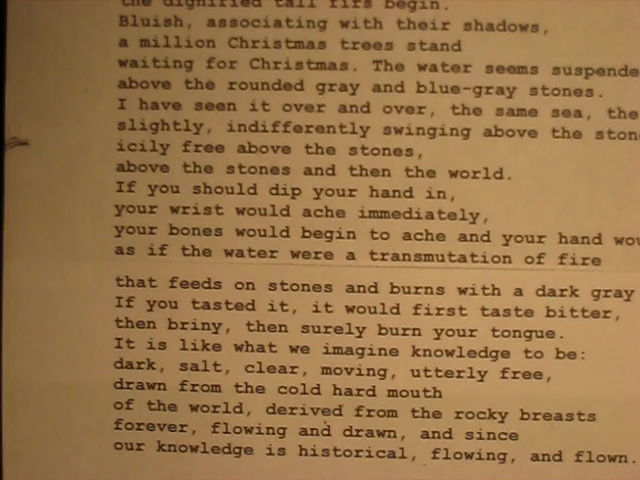 the dignified tall firs begin.
Bluish, associating with their shadows,
a million Christmas trees stand
waiting for Christmas. The water seems suspende
above the rounded gray and blue-gray stones.
I have seen it over and over, the same sea, the
slightly, indifferently swinging above the ston
icily free above the stones,
above the stones and then the world.
If you should dip your hand in,
your wrist would ache immediately,
your bones would begin to ache and your hand wou
as if the water were a transmutation of fire
that feeds on stones and burns with a dark gray
If you tasted it, it would first taste bitter,
then briny, then surely burn your tongue.
It is like what we imagine knowledge to be:
dark, salt, clear, moving, utterly free,
drawn from the cold hard mouth
of the world, derived from the rocky breasts
forever, flowing and drawn, and since
our knowledge is historical, flowing, and flown.